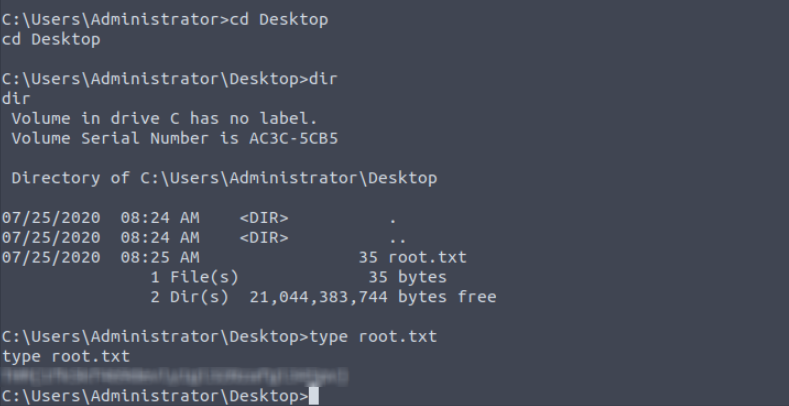 C:\Users\Administrator>cd Desktop
cd Desktop
C:\Users\Administrator\Desktop>dir
dir
 Volume in drive C has no label.
 Volume Serial Number is AC3C-5CB5
 Directory of C:\Users\Administrator\Desktop
07/25/2020  08:24 AM    <DIR>          .
07/25/2020  08:24 AM    <DIR>          ..
07/25/2020  08:25 AM                35 root.txt
               1 File(s)             35 bytes
               2 Dir(s)  21,044,383,744 bytes free
C:\Users\Administrator\Desktop>type root.txt
type root.txt
C:\Users\Administrator\Desktop>